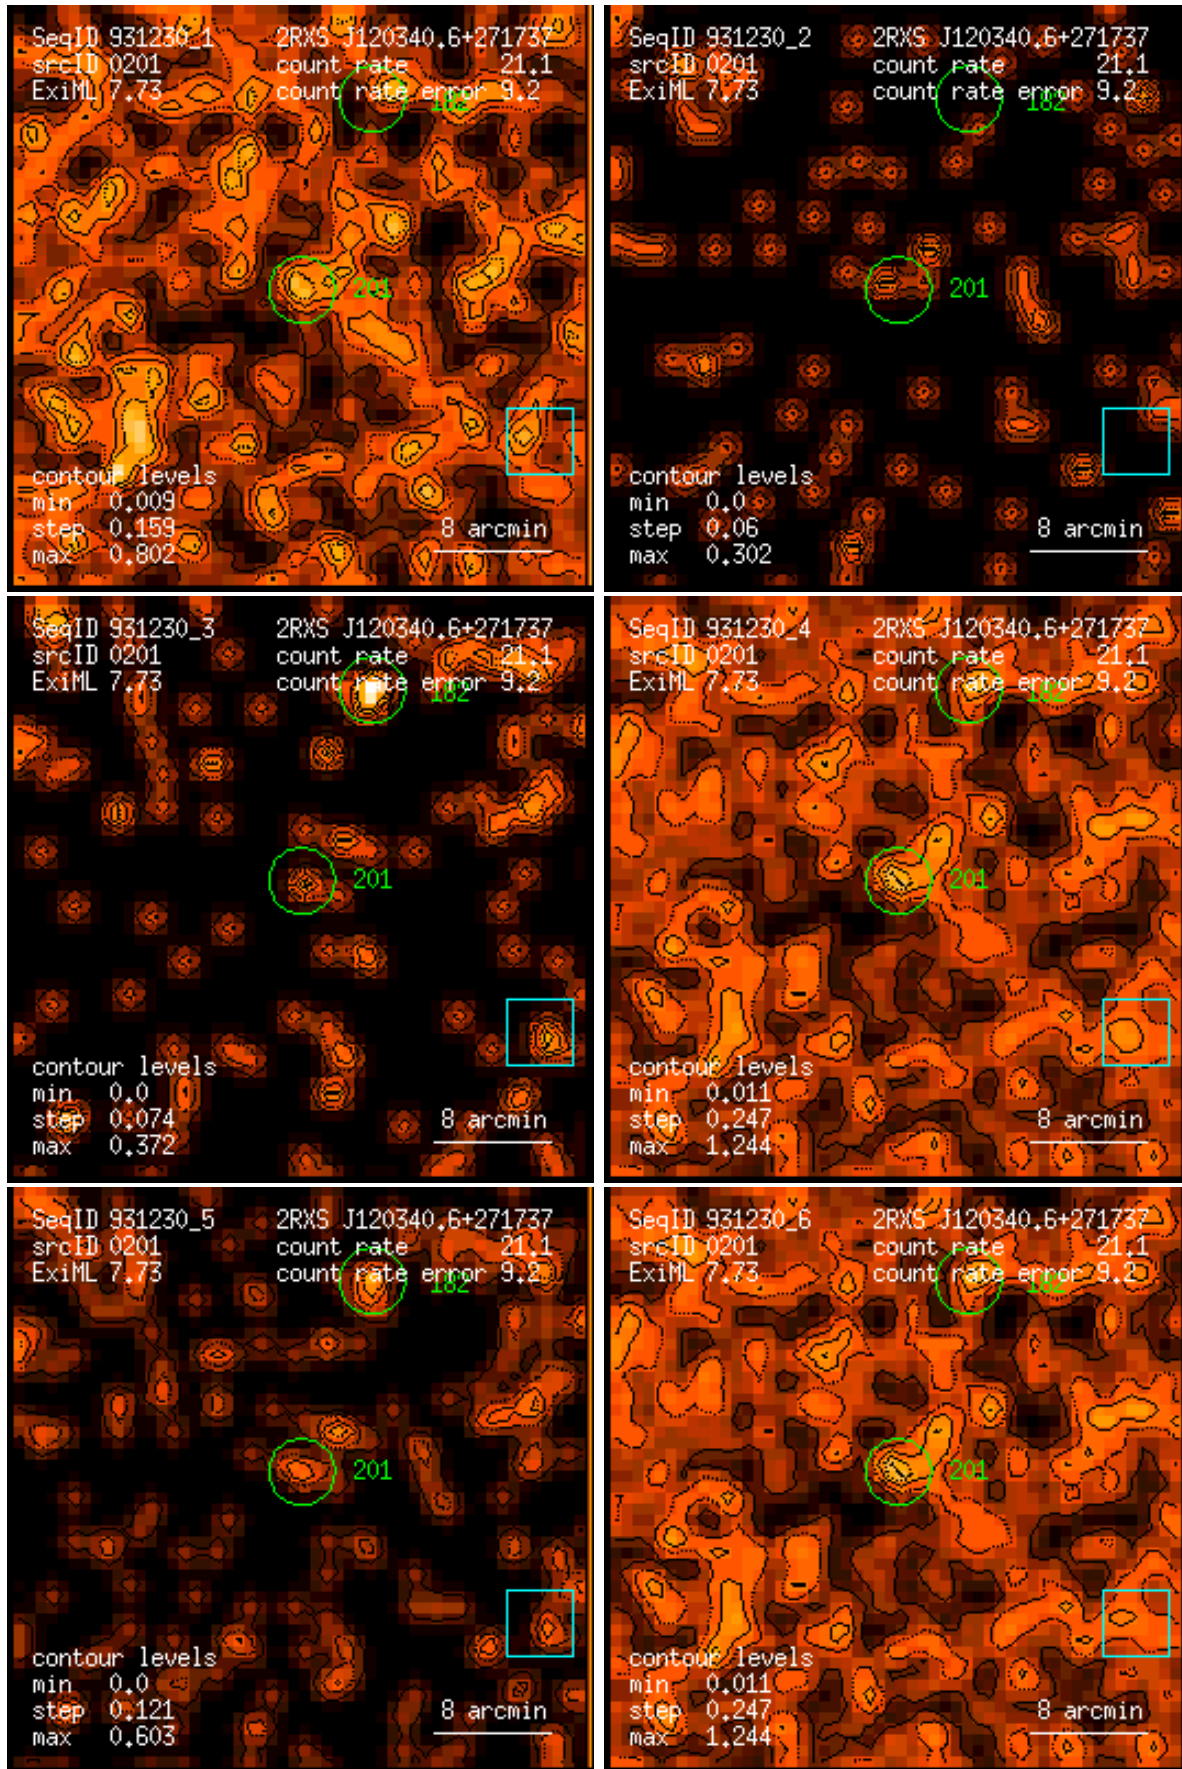 SeqID 931230_1 2RXS J120340.6+271737
srcID 0201 count rate 21.1
ExiML 7.73 count rate error 9.2
182
201
contour levels
min 0.009
step 0.159 8 arcmin
max 0.802
SeqID 931230_2 2RXS J120340.6+271737
srcID 0201 count rate 21.1
ExiML 7.73 count rate error 9.2
182
201
contour levels
min 0.0
step 0.06 8 arcmin
max 0.302
SeqID 931230_3 2RXS J120340.6+271737
srcID 0201 count rate 21.1
ExiML 7.73 count rate error 9.2
182
201
contour levels
min 0.0
step 0.074 8 arcmin
max 0.372
SeqID 931230_4 2RXS J120340.6+271737
srcID 0201 count rate 21.1
ExiML 7.73 count rate error 9.2
182
201
contour levels
min 0.011
step 0.247 8 arcmin
max 1.244
SeqID 931230_5 2RXS J120340.6+271737
srcID 0201 count rate 21.1
ExiML 7.73 count rate error 9.2
182
201
contour levels
min 0.0
step 0.121 8 arcmin
max 0.603
SeqID 931230_6 2RXS J120340.6+271737
srcID 0201 count rate 21.1
ExiML 7.73 count rate error 9.2
182
201
contour levels
min 0.011
step 0.247 8 arcmin
max 1.244